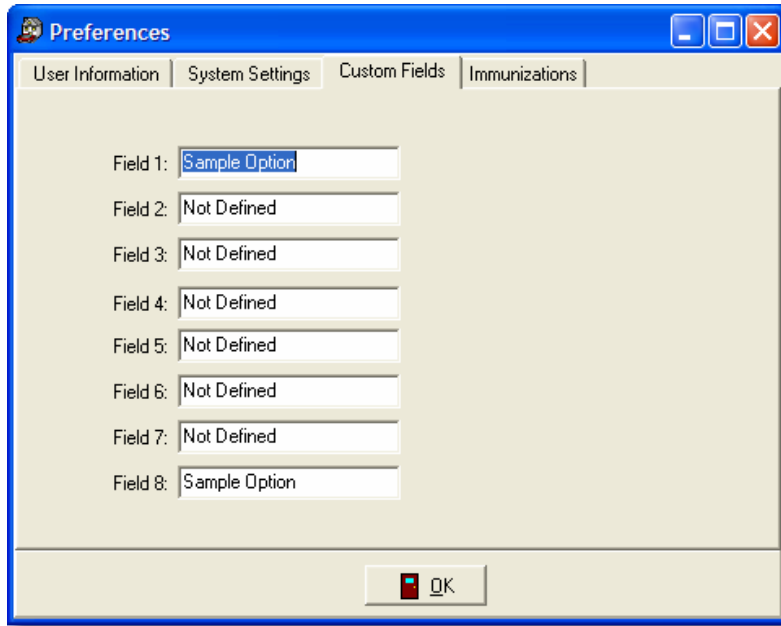 Preferences
User Information System Settings Custom Fields Immunizations
Field 1: Sample Option
Field 2: Not Defined
Field 3: Not Defined
Field 4: Not Defined
Field 5: Not Defined
Field 6: Not Defined
Field 7: Not Defined
Field 8: Sample Option
OK